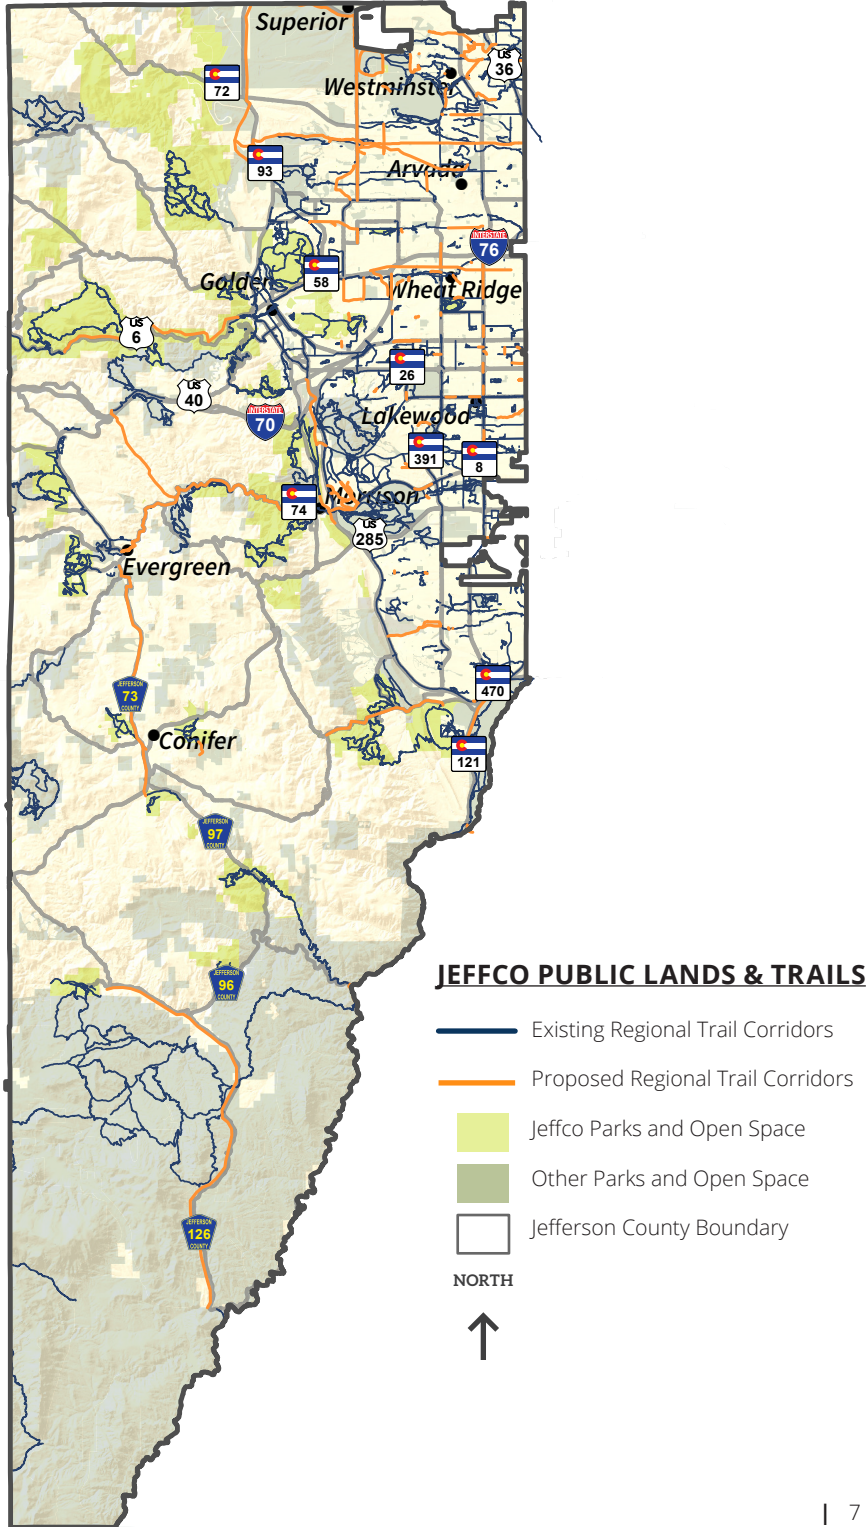 Superior
US
36
72
Westminster
93
Arvada
INTERSTATE
76
Golden
58
Wheat Ridge
US
6
26
US
40
INTERSTATE
70
Lakewood
391
8
74
Morrison
US
285
Evergreen
470
JEFFERSON
73
COUNTY
Conifer
121
JEFFERSON
97
COUNTY
JEFFERSON
96
COUNTY
JEFFERSON
126
COUNTY
JEFFCO PUBLIC LANDS & TRAILS
Existing Regional Trail Corridors
Proposed Regional Trail Corridors
Jeffco Parks and Open Space
Other Parks and Open Space
Jefferson County Boundary
NORTH
| 7